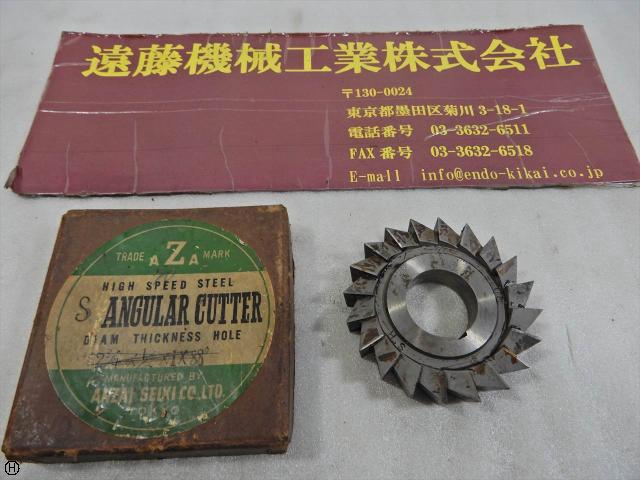 遠藤機械工業株式会社
〒130-0024
東京都墨田区菊川3-18-1
電話番号 03-3632-6511
FAX番号 03-3632-6518
E-mall info@endo-kikai.co.jp
TRADE AZA MARK
HIGH SPEED STEEL
S ANGULAR CUTTER
DIAM THICKNESS HOLE
MANUFACTURED BY
SEIKI CO. LTD.
H